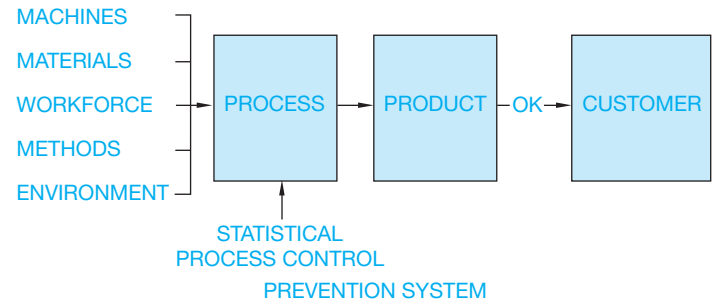 MACHINES
MATERIALS
WORKFORCE
METHODS
ENVIRONMENT
PROCESS
PRODUCT
OK
CUSTOMER
STATISTICAL
PROCESS CONTROL
PREVENTION SYSTEM